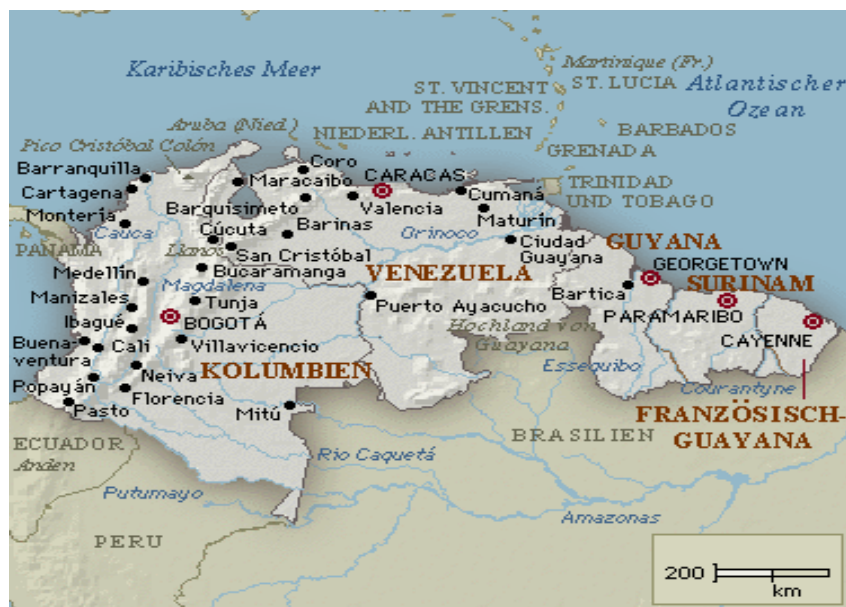 Karibisches Meer
Martinique (Fr.)
ST. VINCENT
AND THE GRENS.
ST. LUCIA
Atlantischer
Ozean
Aruba (Nied.)
NIEDERL. ANTILLEN
BARBADOS
GRENADA
Pico Cristóbal Colón
Coro
Barranquilla
Maracaibo
CARACAS
TRINIDAD
UND TOBAGO
Cartagena
Cumaná
Barquisimeto
Valencia
Maturín
Montería
Cauca
Cúcuta
Barinas
Orinoco
Ciudad
Guayana
GUYANA
PANAMA
Llanos
San Cristóbal
GEORGETOWN
Medellín
Bucaramanga
VENEZUELA
SURINAM
Magdalena
Bartica
Manizales
Tunja
Puerto Ayacucho
PARAMARIBO
Ibagué
BOGOTÁ
Hochland von
Guayana
CAYENNE
Buena-
ventura
Cali
Villavicencio
Essequibo
Popayán
Neiva
KOLUMBIEN
Courantyne
Florencia
Pasto
Mitú
FRANZÖSISCH-
GUAYANA
ECUADOR
Anden
BRASILIEN
Rio Caquetá
Putumayo
Amazonas
PERU
200
km